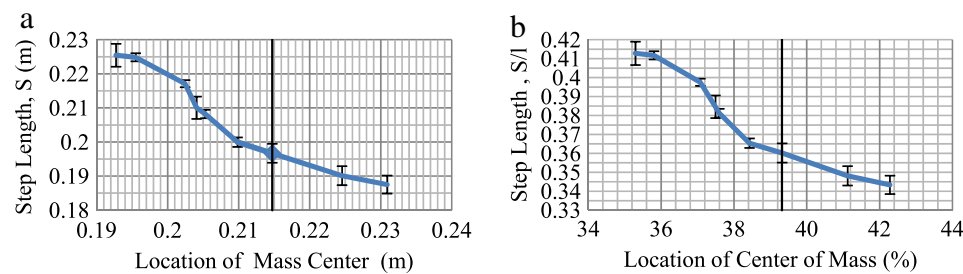 a
Step Length, S (m)
0.23
0.22
0.21
0.2
0.19
0.18
0.19 0.2 0.21 0.22 0.23 0.24
Location of Mass Center (m)
b
Step Length , S/l
0.42
0.41
0.4
0.39
0.38
0.37
0.36
0.35
0.34
0.33
34 36 38 40 42 44
Location of Center of Mass (%)